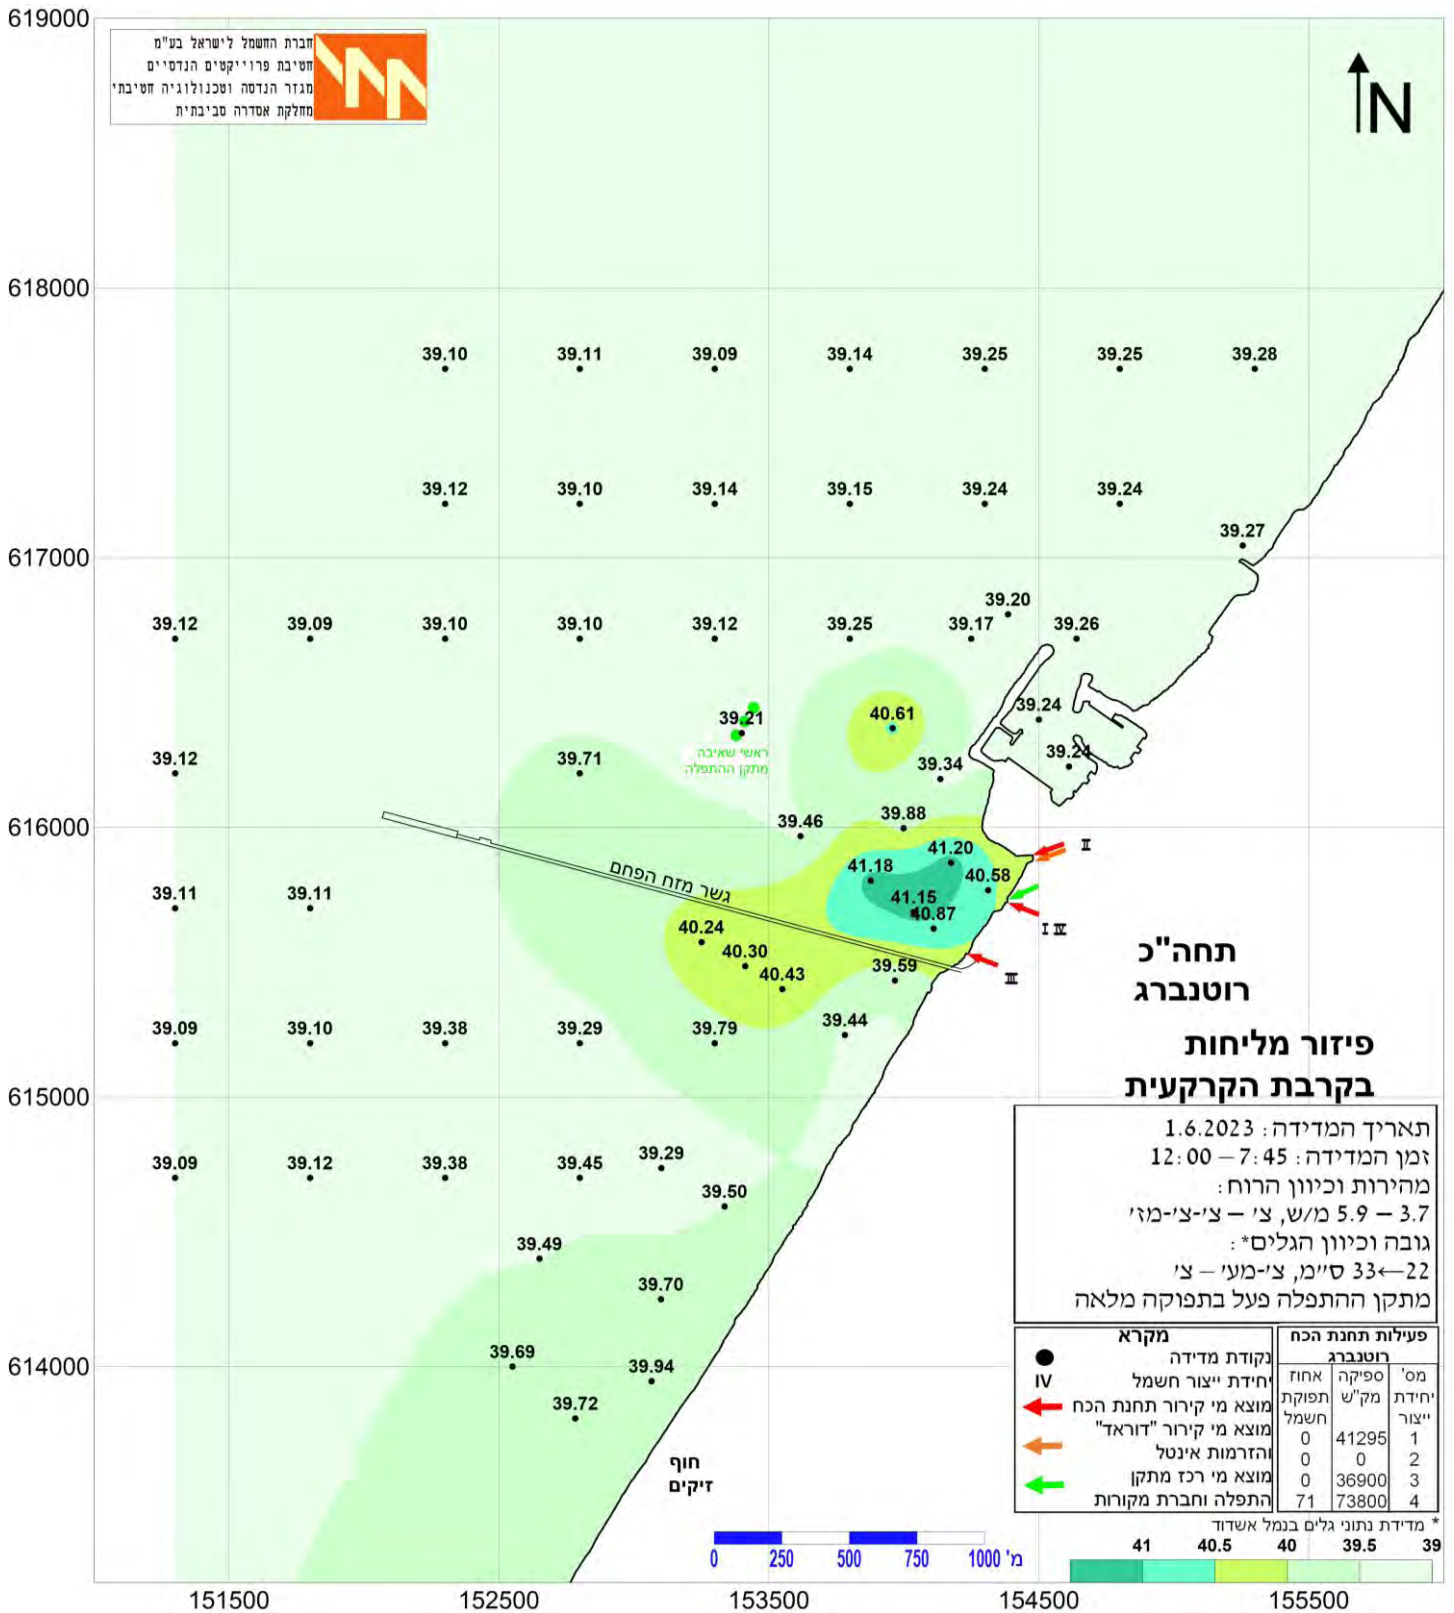 619000
חברת החשמל לישראל בע"מ
חטיבת פרוייקטים הנדסיים
מגזר הנדסה וטכנולוגיה חטיבתי
מחלקת אסדרה סביבתית
N
618000
39.10 39.11 39.09 39.14 39.25 39.25 39.28
39.12 39.10 39.14 39.15 39.24 39.24
39.27
617000
39.20
39.12 39.09 39.10 39.10 39.12 39.25 39.17 39.26
39.24
39.21 40.61
ראשי שאיבה
מתקן ההתפלה
39.24
39.12 39.71 39.34
616000
39.46 39.88
II
41.20
41.18 40.58
גשר מזח הפחם
39.11 39.11 41.15
40.87
I IV
40.24
40.30
40.43 39.59
III
תחה"כ
רוטנברג
39.44
39.09 39.10 39.38 39.29 39.79
פיזור מליחות
בקרבת הקרקעית
615000
תאריך המדידה: 1.6.2023
זמן המדידה: 7:45 – 12:00
מהירות וכיוון הרוח:
3.7 – 5.9 מ/ש, צ' – צ'-צ'-מז'
גובה וכיוון הגלים*:
22→33 ס"מ, צ'-מע' – צ'
מתקן ההתפלה פעל בתפוקה מלאה
39.29
39.09 39.12 39.38 39.45
39.50
39.49
39.70
614000
39.69
39.94
39.72
חוף
זיקים
מקרא
נקודת מדידה
יחידת ייצור חשמל IV
מוצא מי קירור תחנת הכח
מוצא מי קירור "דוראד"
והזרמות אינטל
מוצא מי רכז מתקן
התפלה וחברת מקורות
פעילות תחנת הכח
רוטנברג
מס' יחידת ייצור ספיקה מק"ש אחוז תפוקת חשמל
1 41295 0
2 0 0
3 36900 0
4 73800 71
* מדידת נתוני גלים בנמל אשדוד
41 40.5 40 39.5 39
0 250 500 750 1000 מ'
151500 152500 153500 154500 155500